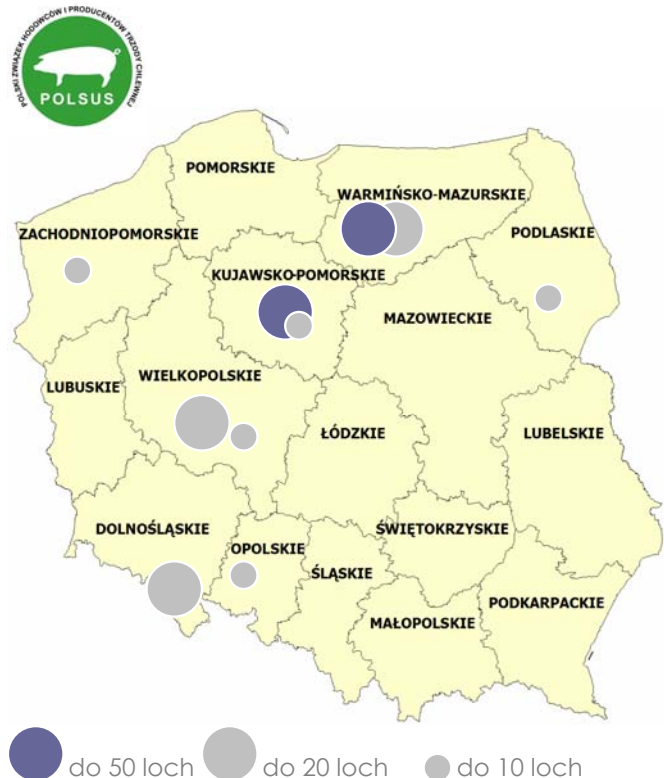 POLSKI ZWIĄZEK HODOWCÓW I PRODUCENTÓW TRZODY CHLEWNEJ
POLSUS
POMORSKIE
WARMIŃSKO-MAZURSKIE
ZACHODNIOPOMORSKIE
PODLASKIE
KUJAWSKO-POMORSKIE
MAZOWIECKIE
LUBUSKIE
WIELKOPOLSKIE
ŁÓDZKIE
LUBELSKIE
DOLNOŚLĄSKIE
OPOLSKIE
ŚWIĘTOKRZYSKIE
ŚLĄSKIE
PODKARPACKIE
MAŁOPOLSKIE
do 50 loch do 20 loch do 10 loch